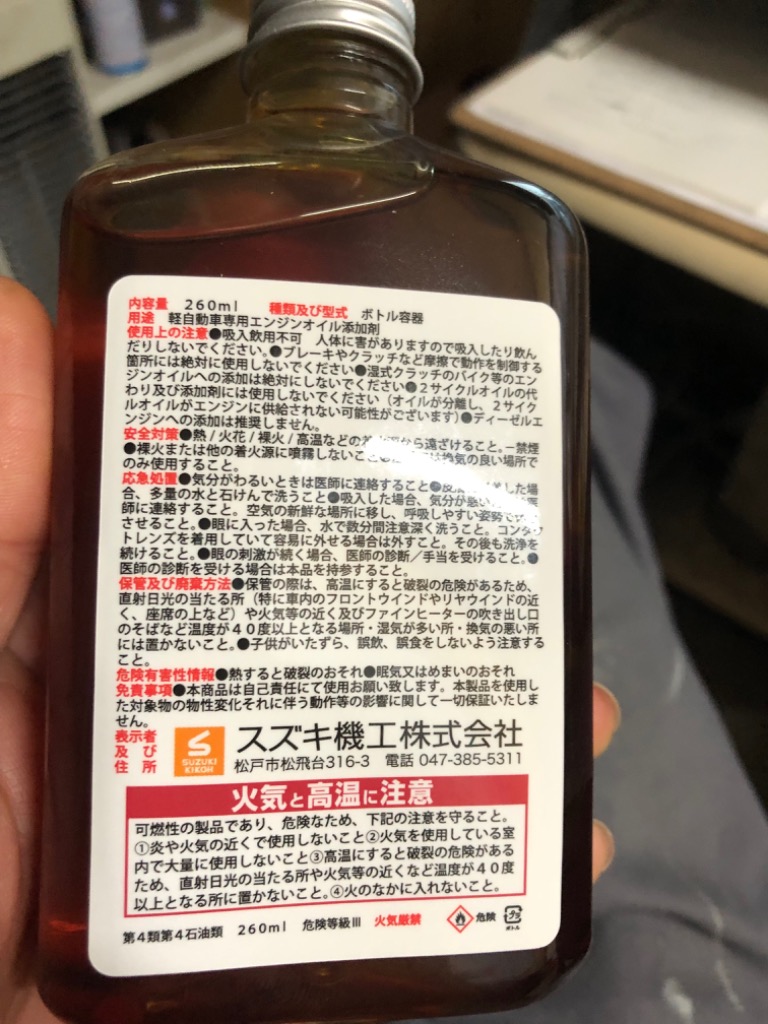 内容量 260ml 種類及び型式 ボトル容器
用途 軽自動車専用エンジンオイル添加剤
使用上の注意●吸入飲用不可 人体に害がありますので吸入したり飲ん
だりしないでください。●ブレーキやクラッチなど摩擦で動作を制御する
箇所には絶対に使用しないでください●湿式クラッチのバイク等のエン
ジンオイルへの添加は絶対にしないでください●2サイクルオイルの代
わり及び添加剤には使用しないでください（オイルが分離し、2サイク
ルオイルがエンジンに供給されない可能性がございます）●ディーゼルエ
ンジンへの添加は推奨しません。
安全対策●熱/火花/裸火/高温などの着 から遠ざけること。－禁煙
●裸火または他の着火源に噴霧しないこと は換気の良い場所で
のみ使用すること。
応急処置●気分がわるいときは医師に連絡すること● した場
合、多量の水と石けんで洗うこと●吸入した場合、気分が悪い 医
師に連絡すること。空気の新鮮な場所に移し、呼吸しやすい姿勢で休
させること。●眼に入った場合、水で数分間注意深く洗うこと。コンタク
トレンズを着用していて容易に外せる場合は外すこと。その後も洗浄を
続けること。●眼の刺激が続く場合、医師の診断/手当を受けること。●
医師の診断を受ける場合は本品を持参すること。
保管及び廃棄方法●保管の際は、高温にすると破裂の危険があるため、
直射日光の当たる所（特に車内のフロントウインドやリヤウインドの近
く、座席の上など）や火気等の近く及びファインヒーターの吹き出し口
のそばなど温度が40度以上となる場所・湿気が多い所・換気の悪い所
には置かないこと。●子供がいたずら、誤飲、誤食をしないよう注意する
こと。
危険有害性情報●熱すると破裂のおそれ●眠気又はめまいのおそれ
免責事項●本商品は自己責任にて使用お願い致します。本製品を使用し
た対象物の物性変化それに伴う動作等の影響に関して一切保証いたしま
せん。
表示者
及び
住所
SUZUKI
KIKOH
スズキ機工株式会社
松戸市松飛台316-3 電話 047-385-5311
火気と高温に注意
可燃性の製品であり、危険なため、下記の注意を守ること。
①炎や火気の近くで使用しないこと②火気を使用している室
内で大量に使用しないこと③高温にすると破裂の危険がある
ため、直射日光の当たる所や火気等の近くなど温度が40度
以上となる所に置かないこと。④火のなかに入れないこと。
第4類第4石油類 260ml 危険等級Ⅲ 火気厳禁 危険 プラ
ボトル